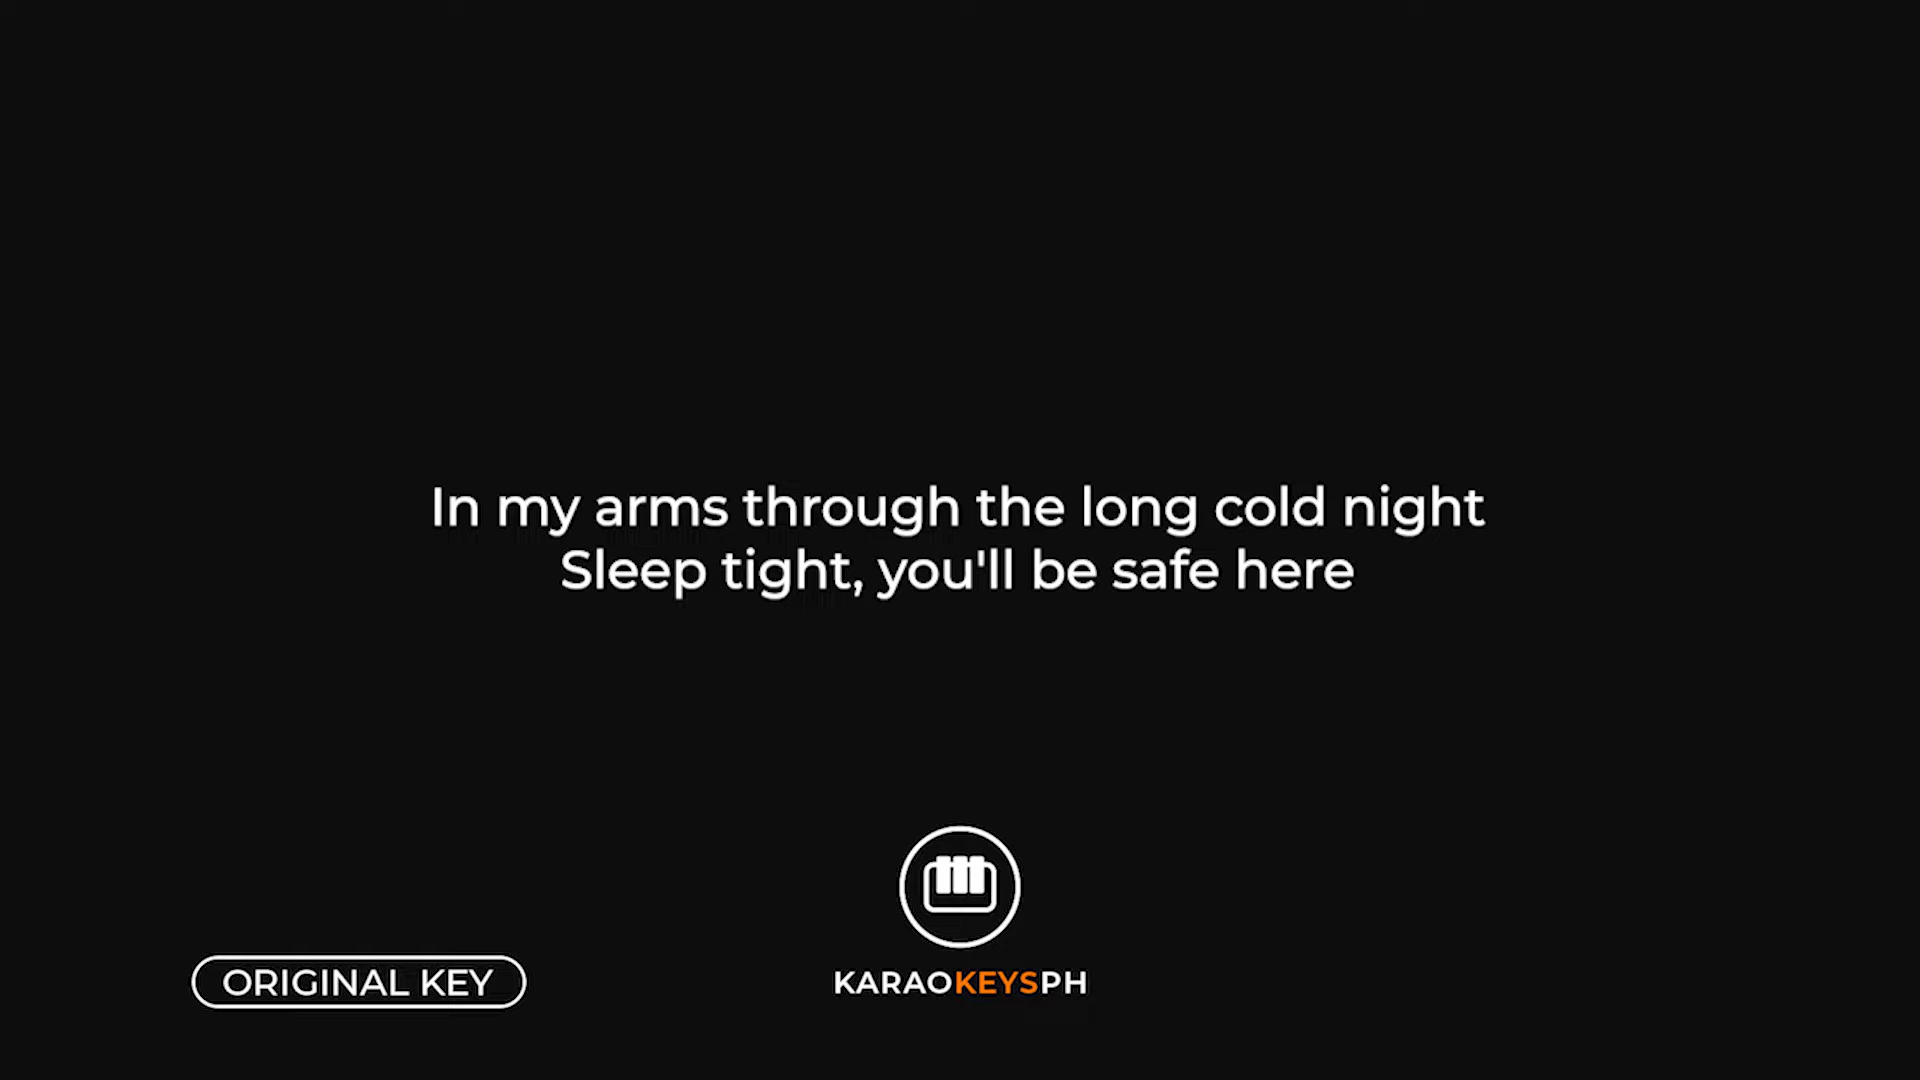 In my arms through the long cold night
Sleep tight, you'll be safe here
ORIGINAL KEY
KARAOKEYSPH